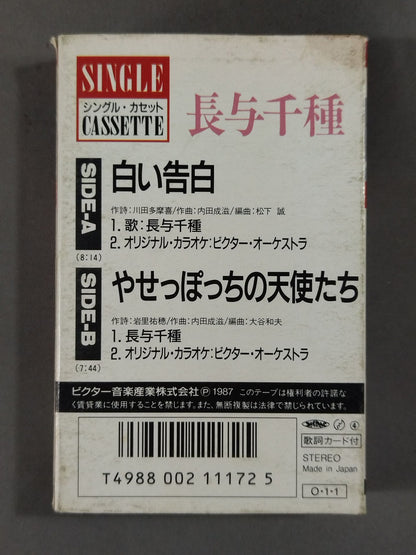 SINGLE
シングル・カセット
CASSETTE
長与千種
SIDE-A
(8:14)
白い告白
作詩:川田多摩喜/作曲:内田成滋/編曲:松下 誠
1. 歌:長与千種
2. オリジナル・カラオケ:ビクター・オーケストラ
SIDE-B
(7:44)
やせっぽっちの天使たち
作詩:岩里祐穂/作曲:内田成滋/編曲:大谷和夫
1. 長与千種
2. オリジナル・カラオケ:ビクター・オーケストラ
ビクター音楽産業株式会社Ⓟ1987 このテープは権利者の許諾な
く賃貸業に使用することを禁じます。また、無断複製は法律で禁じられています。
歌詞カード付
STEREO
Made in Japan
T4988 002 11172 5
O・1・1